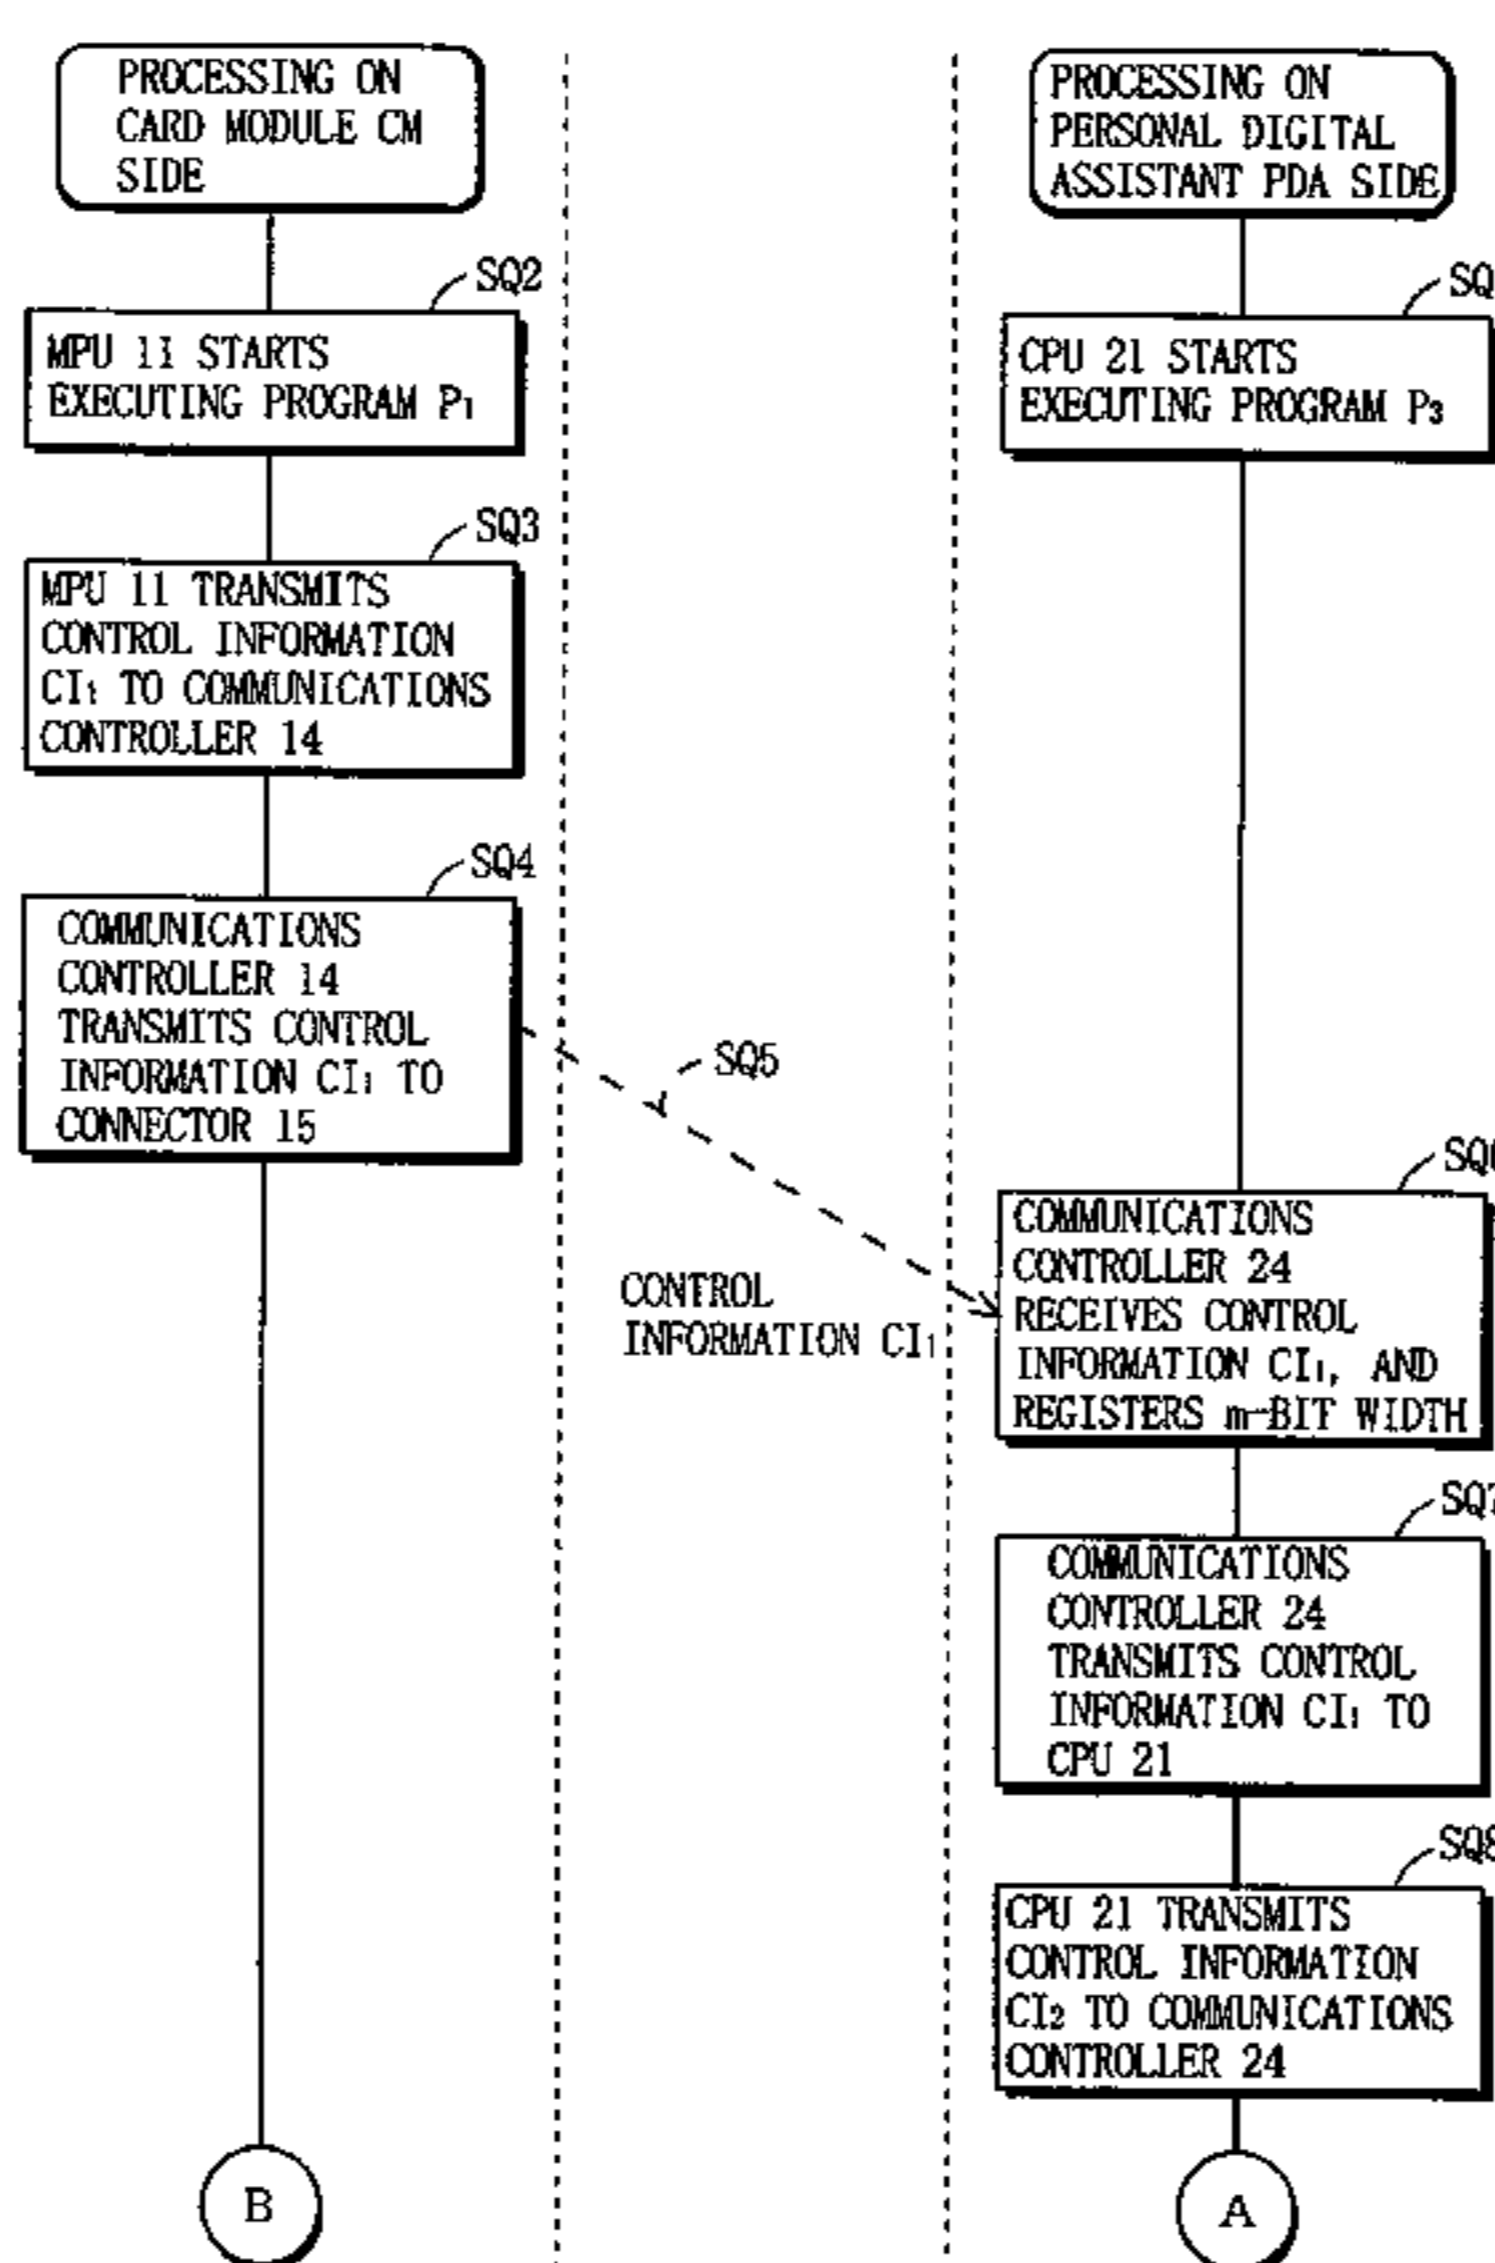 PROCESSING ON
CARD MODULE CM
SIDE
SQ2
MPU 11 STARTS
EXECUTING PROGRAM P₁
SQ3
MPU 11 TRANSMITS
CONTROL INFORMATION
CI₁ TO COMMUNICATIONS
CONTROLLER 14
SQ4
COMMUNICATIONS
CONTROLLER 14
TRANSMITS CONTROL
INFORMATION CI₁ TO
CONNECTOR 15
B
SQ5
CONTROL
INFORMATION CI₁
PROCESSING ON
PERSONAL DIGITAL
ASSISTANT PDA SIDE
SQ
CPU 21 STARTS
EXECUTING PROGRAM P₃
SQ6
COMMUNICATIONS
CONTROLLER 24
RECEIVES CONTROL
INFORMATION CI₁, AND
REGISTERS m-BIT WIDTH
SQ7
COMMUNICATIONS
CONTROLLER 24
TRANSMITS CONTROL
INFORMATION CI₁ TO
CPU 21
SQ8
CPU 21 TRANSMITS
CONTROL INFORMATION
CI₂ TO COMMUNICATIONS
CONTROLLER 24
A